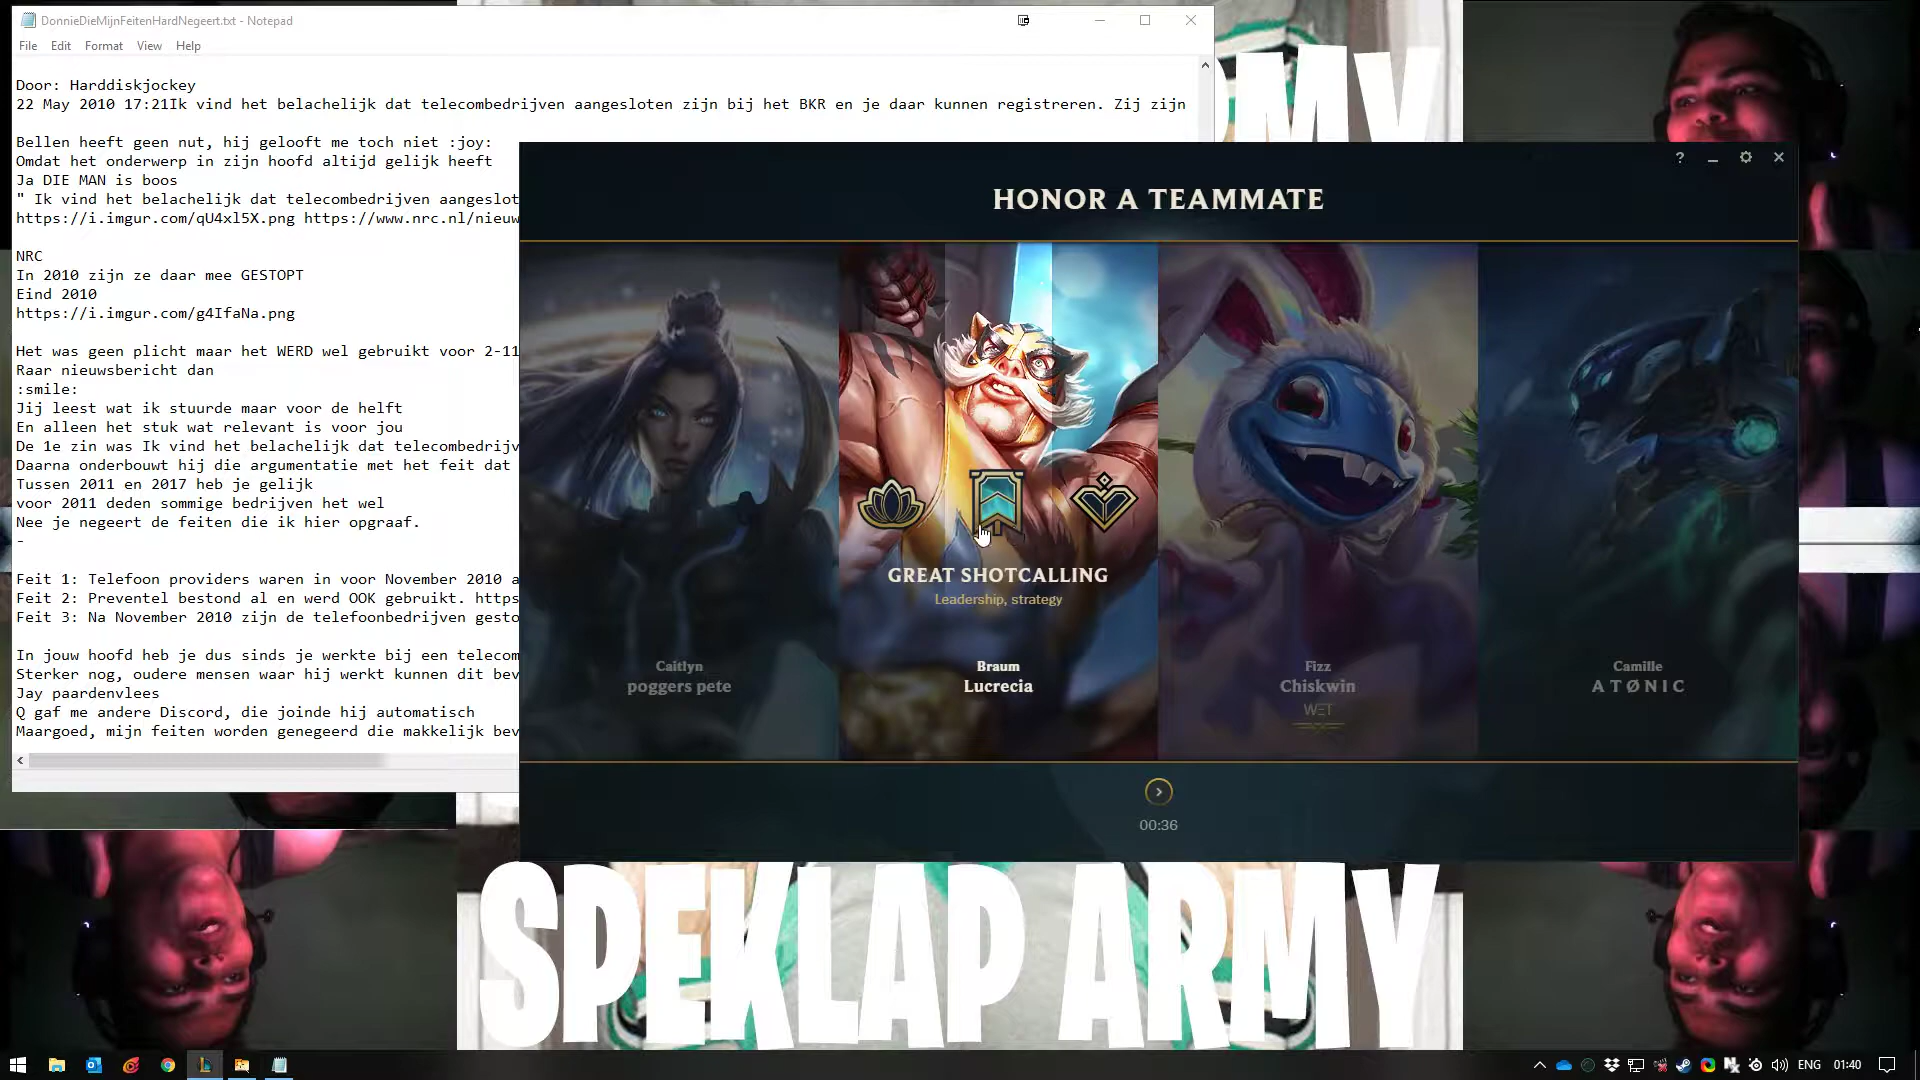 DonnieDieMijnFeitenHardNegeert.txt - Notepad
File Edit Format View Help
Door: Harddiskjockey
22 May 2010 17:21Ik vind het belachelijk dat telecombedrijven aangesloten zijn bij het BKR en je daar kunnen registreren. Zij zijn
Bellen heeft geen nut, hij gelooft me toch niet :joy:
Omdat het onderwerp in zijn hoofd altijd gelijk heeft
Ja DIE MAN is boos
" Ik vind het belachelijk dat telecombedrijven aangeslot
https://i.imgur.com/qU4xl5X.png https://www.nrc.nl/nieuw
NRC
In 2010 zijn ze daar mee GESTOPT
Eind 2010
https://i.imgur.com/g4IfaNa.png
Het was geen plicht maar het WERD wel gebruikt voor 2-11
Raar nieuwsbericht dan
:smile:
Jij leest wat ik stuurde maar voor de helft
En alleen het stuk wat relevant is voor jou
De 1e zin was Ik vind het belachelijk dat telecombedrijv
Daarna onderbouwt hij die argumentatie met het feit dat
Tussen 2011 en 2017 heb je gelijk
voor 2011 deden sommige bedrijven het wel
Nee je negeert de feiten die ik hier opgraaf.
-
Feit 1: Telefoon providers waren in voor November 2010 a
Feit 2: Preventel bestond al en werd OOK gebruikt. https
Feit 3: Na November 2010 zijn de telefoonbedrijven gesto
In jouw hoofd heb je dus sinds je werkte bij een telecom
Sterker nog, oudere mensen waar hij werkt kunnen dit bev
Jay paardenvlees
Q gaf me andere Discord, die joinde hij automatisch
Maargoed, mijn feiten worden genegeerd die makkelijk bev
HONOR A TEAMMATE
GREAT SHOTCALLING
Leadership, strategy
Caitlyn
poggers pete
Braum
Lucrecia
Fizz
Chiskwin
WΞT
Camille
A T Ø N I C
00:36
MY
SPEKLAP ARMY
ENG 01:40